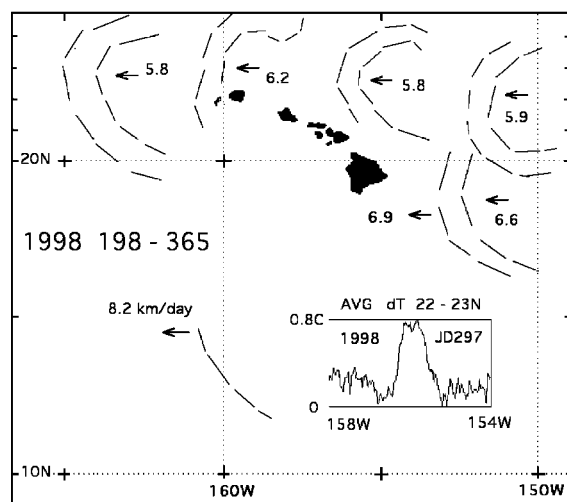 5.8
6.2
5.8
5.9
20N
6.9
6.6
1998 198 - 365
8.2 km/day
AVG dT 22 - 23N
0.8C
1998 JD297
0
158W 154W
10N
160W 150W